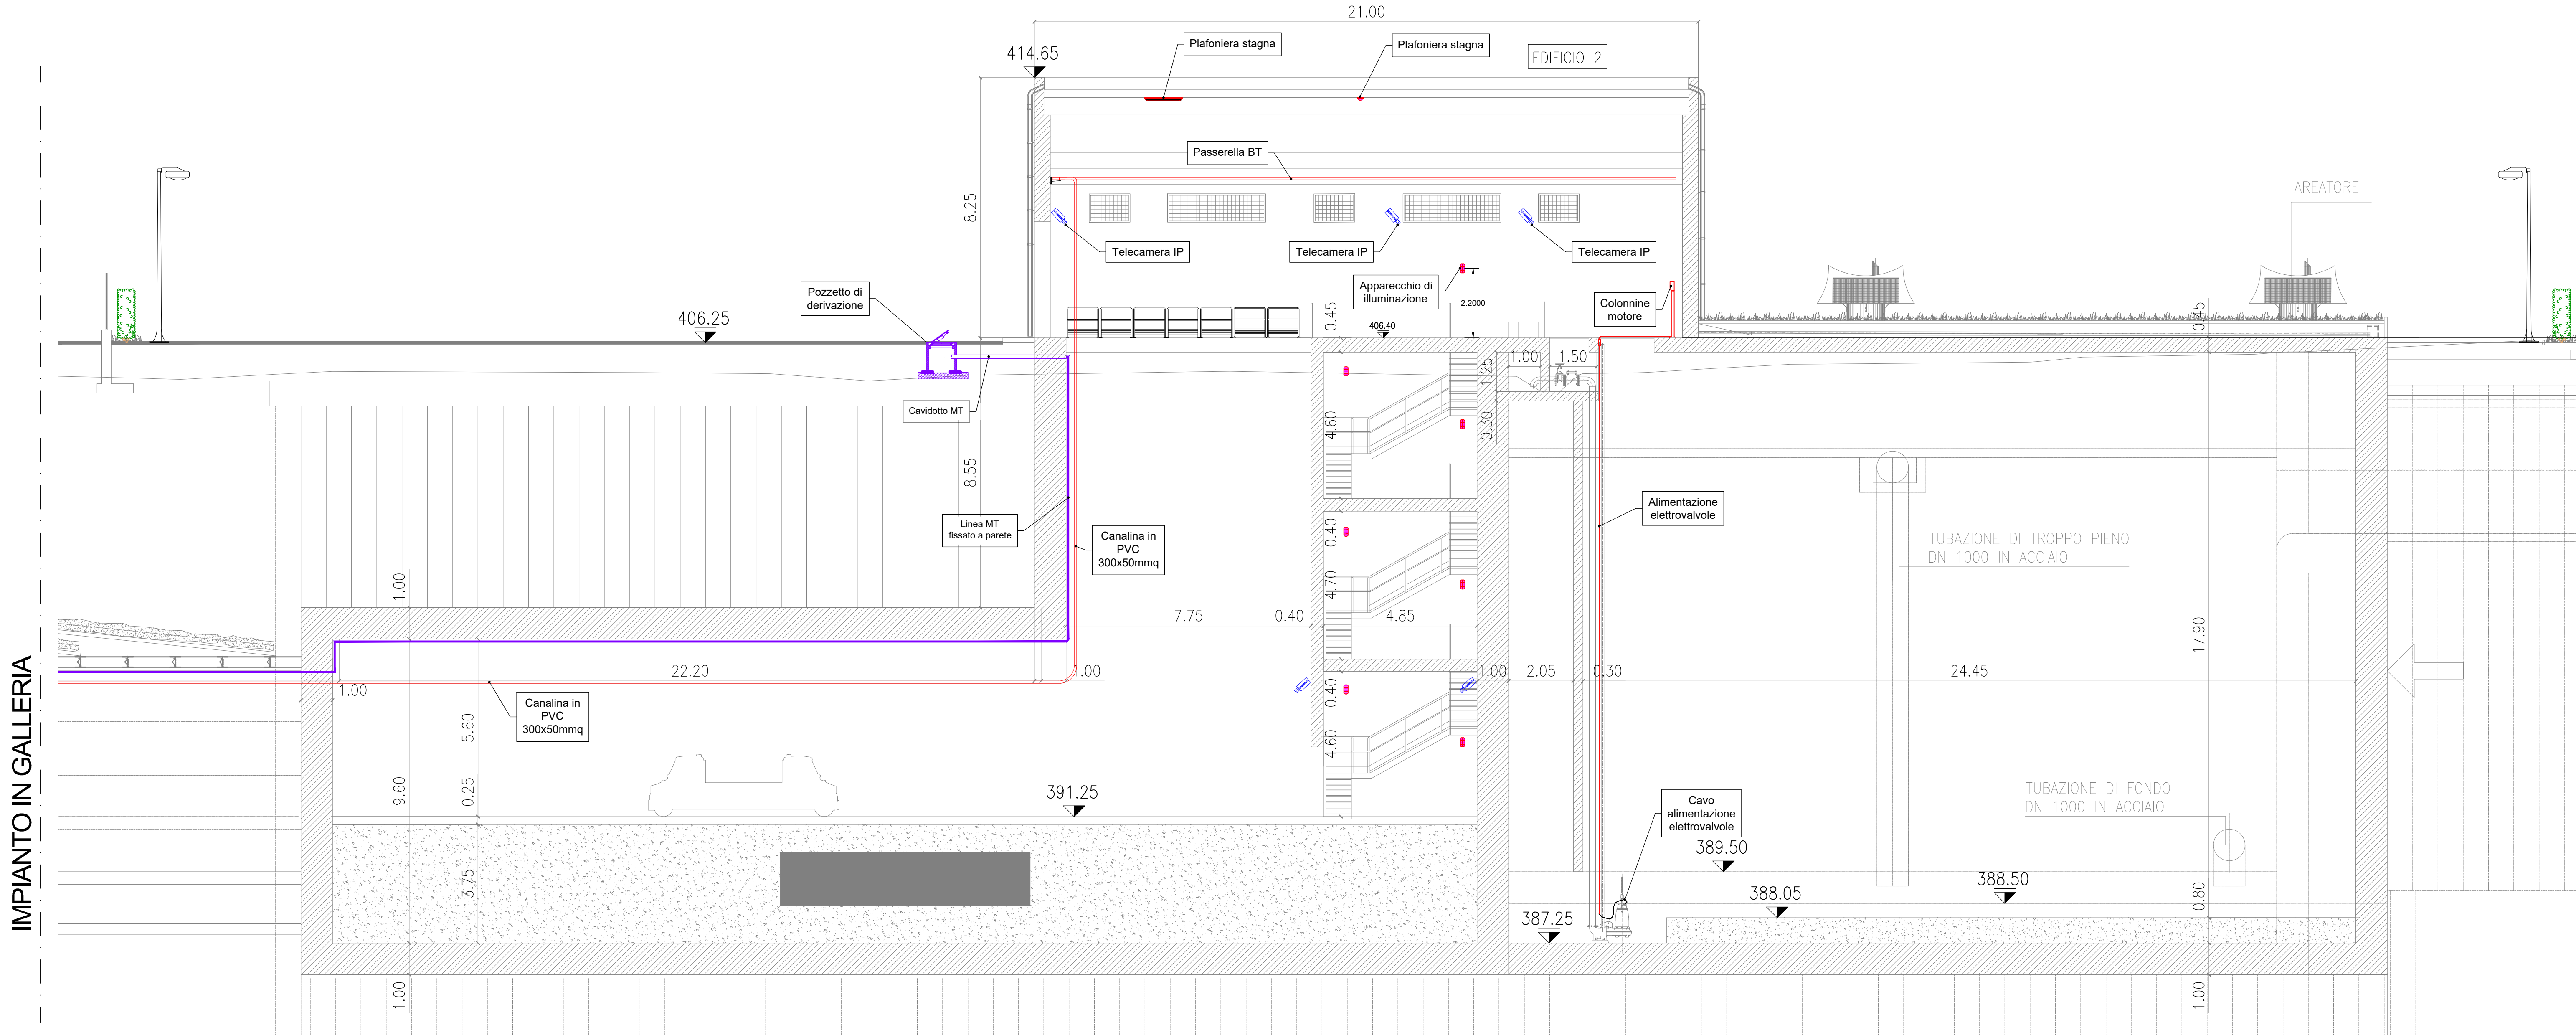 21.00
414.65
Plafoniera stagna
Plafoniera stagna
EDIFICIO 2
Passerella BT
8.25
AREATORE
Telecamera IP
Telecamera IP
Telecamera IP
Pozzetto di
derivazione
Apparecchio di
illuminazione
2.2000
Colonnine
motore
406.25
0.45
406.40
0.45
1.00
1.50
1.25
Cavidotto MT
4.60
0.30
8.55
Linea MT
fissato a parete
Canalina in
PVC
300x50mmq
0.40
Alimentazione
elettrovalvole
TUBAZIONE DI TROPPO PIENO
DN 1000 IN ACCIAIO
1.00
4.70
7.75
0.40
4.85
17.90
IMPIANTO IN GALLERIA
22.20
1.00
1.00
2.05
0.30
24.45
1.00
0.40
Canalina in
PVC
300x50mmq
5.60
4.60
9.60
0.25
391.25
TUBAZIONE DI FONDO
DN 1000 IN ACCIAIO
Cavo
alimentazione
elettrovalvole
389.50
3.75
388.05
388.50
0.80
387.25
1.00
1.00